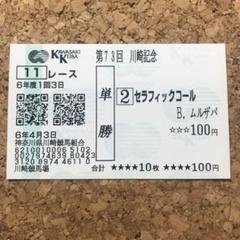 KAWASAKI KEIBA
第73回 川崎記念
11レース
6年度1回3日
単勝
2 セラフィックコール
B.ムルザバ
☆☆☆100円
6年4月3日
神奈川県川崎競馬組合
川崎競馬場
合計 ★★★★10枚 ★★★★★100円